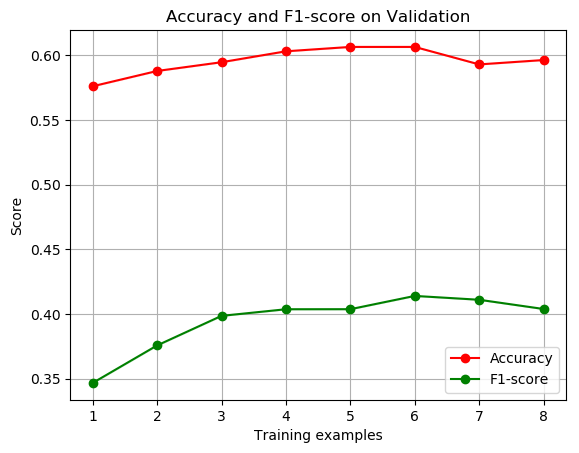 Accuracy and F1-score on Validation
Score
0.60
0.55
0.50
0.45
0.40
0.35
Accuracy
F1-score
1 2 3 4 5 6 7 8
Training examples